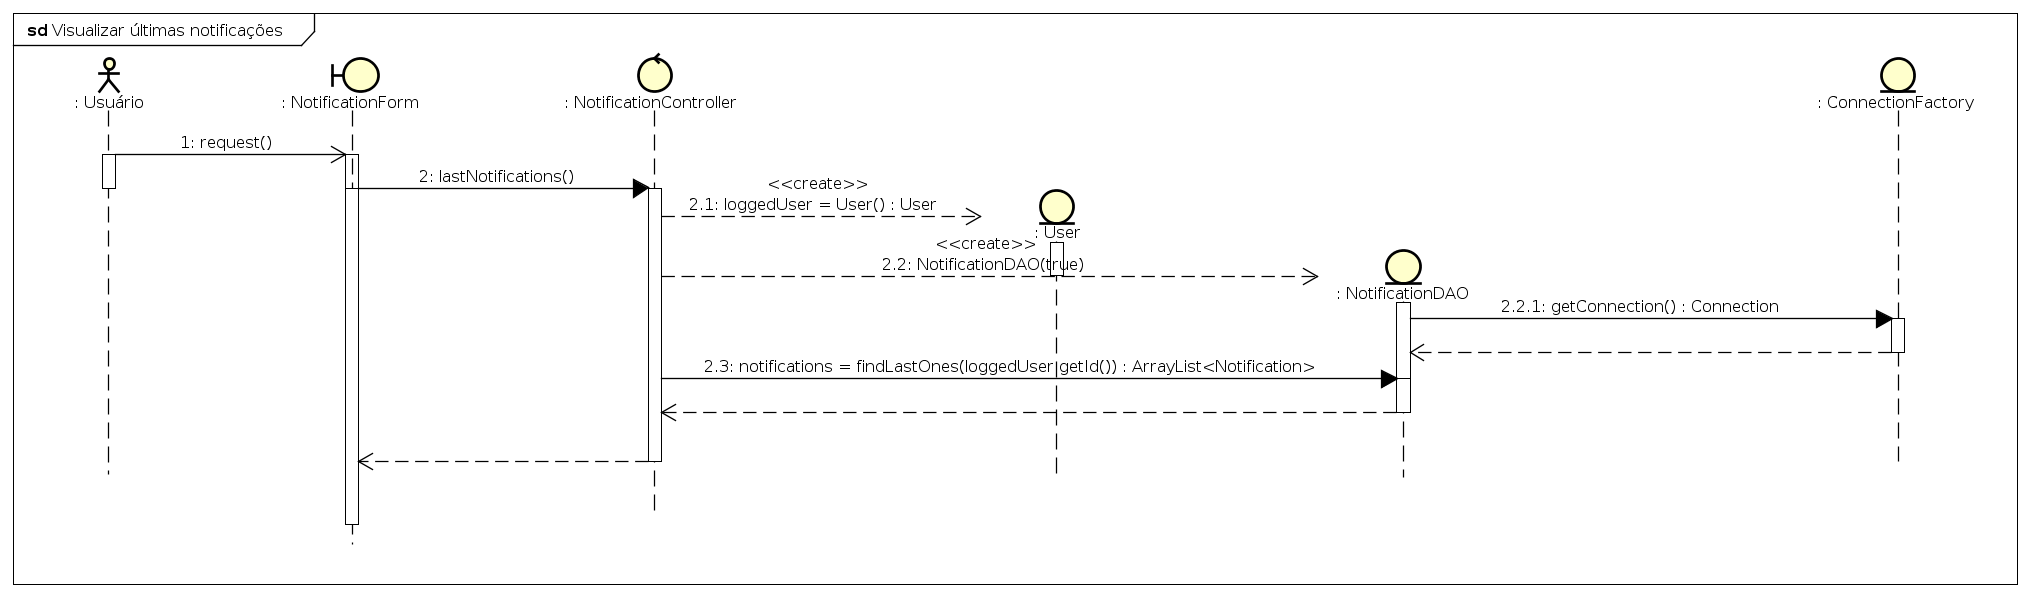 sd Visualizar últimas notificações
: Usuário
: NotificationForm
: NotificationController
: ConnectionFactory
1: request()
2: lastNotifications()
<<create>>
2.1: loggedUser = User() : User
: User
<<create>>
2.2: NotificationDAO(true)
: NotificationDAO
2.2.1: getConnection() : Connection
2.3: notifications = findLastOnes(loggedUser.getId()) : ArrayList<Notification>